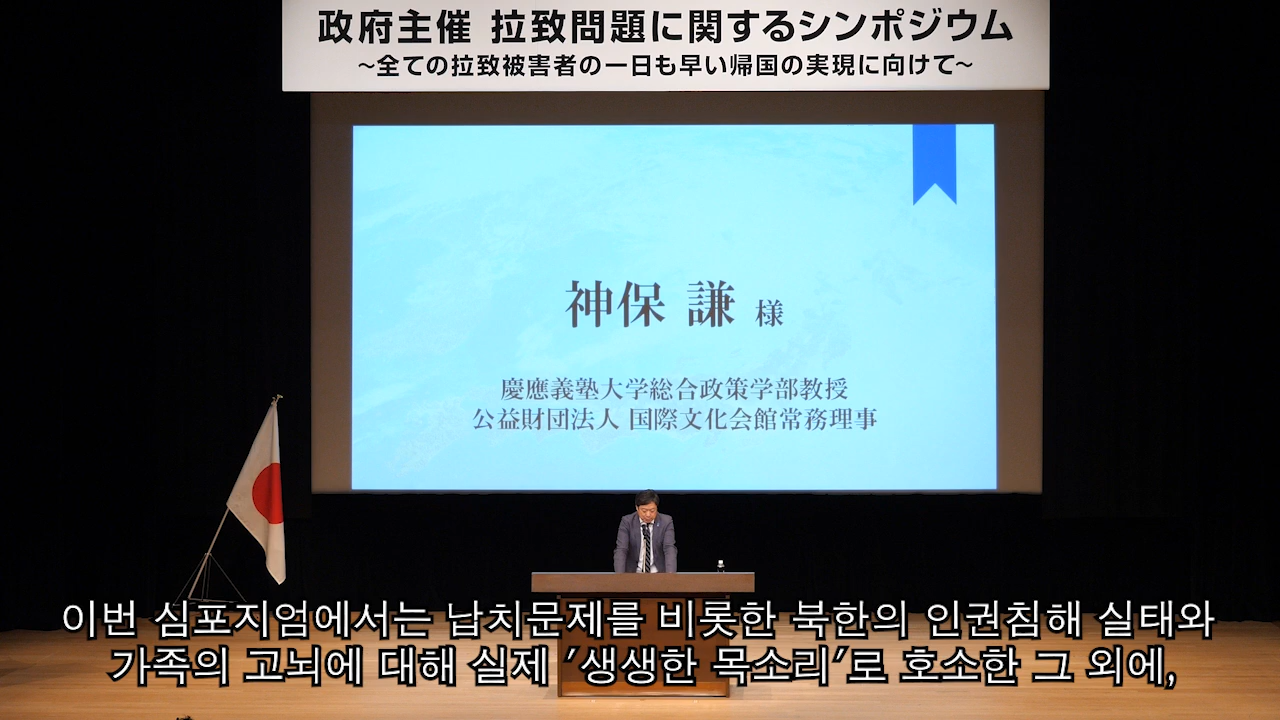 政府主催 拉致問題に関するシンポジウム
~全ての拉致被害者の一日も早い帰国の実現に向けて~
神保 謙 様
慶應義塾大学総合政策学部教授
公益財団法人 国際文化会館常務理事
이번 심포지엄에서는 납치문제를 비롯한 북한의 인권침해 실태와
가족의 고뇌에 대해 실제 '생생한 목소리'로 호소한 그 외에,